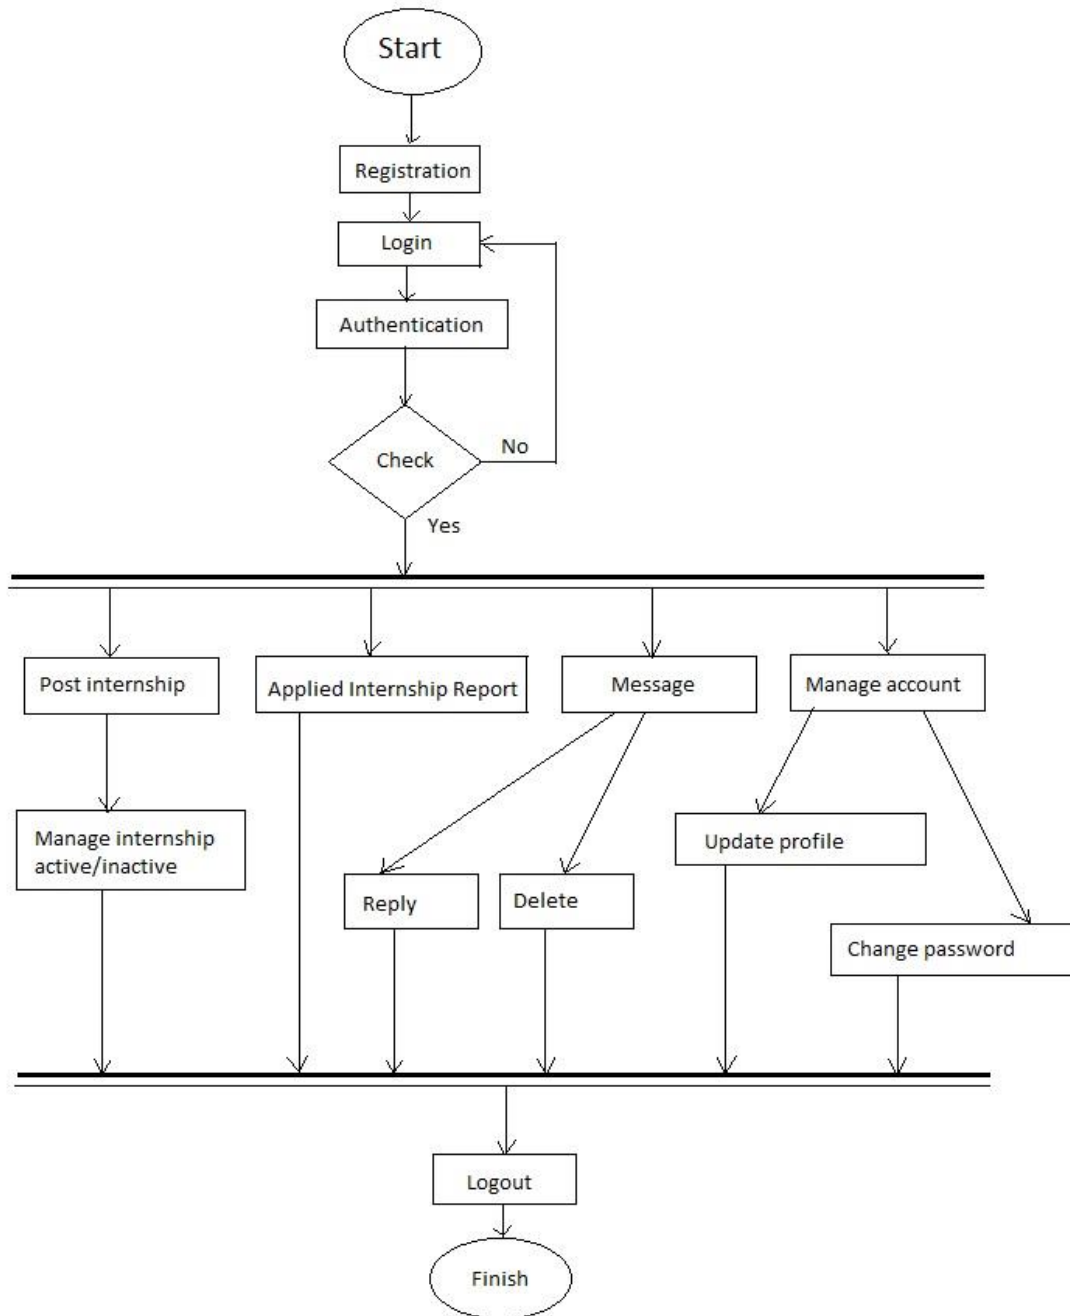 Start
Registration
Login
Authentication
Check
No
Yes
Post internship
Applied Internship Report
Message
Manage account
Manage internship
active/inactive
Update profile
Reply
Delete
Change password
Logout
Finish